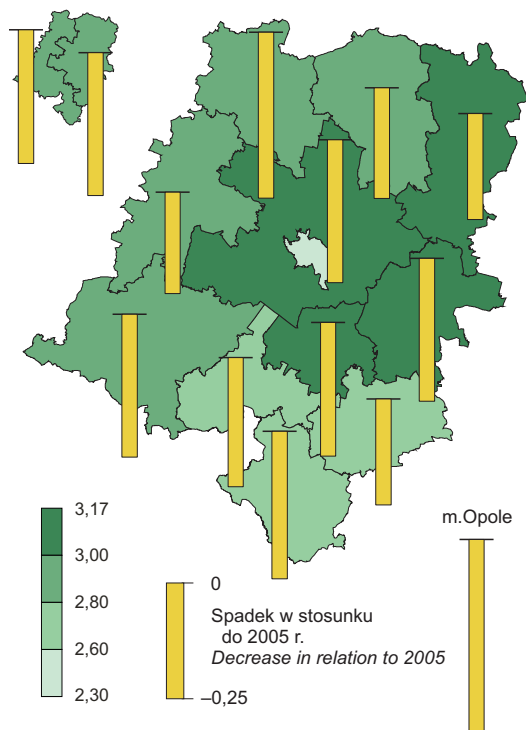 m.Opole
3,17
3,00
2,80
2,60
2,30
0
Spadek w stosunku
do 2005 r.
Decrease in relation to 2005
–0,25